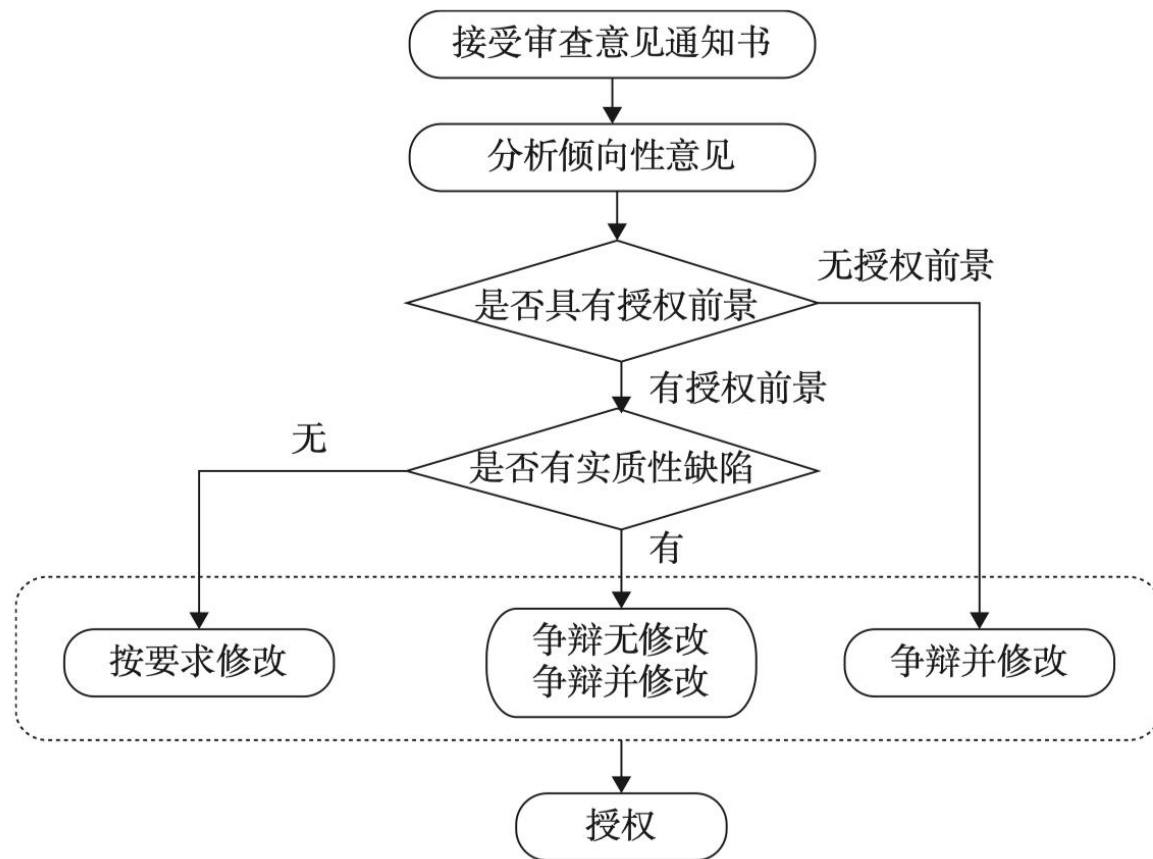 接受审查意见通知书
分析倾向性意见
无授权前景
是否具有授权前景
有授权前景
无
是否有实质性缺陷
有
按要求修改
争辩无修改
争辩并修改
争辩并修改
授权